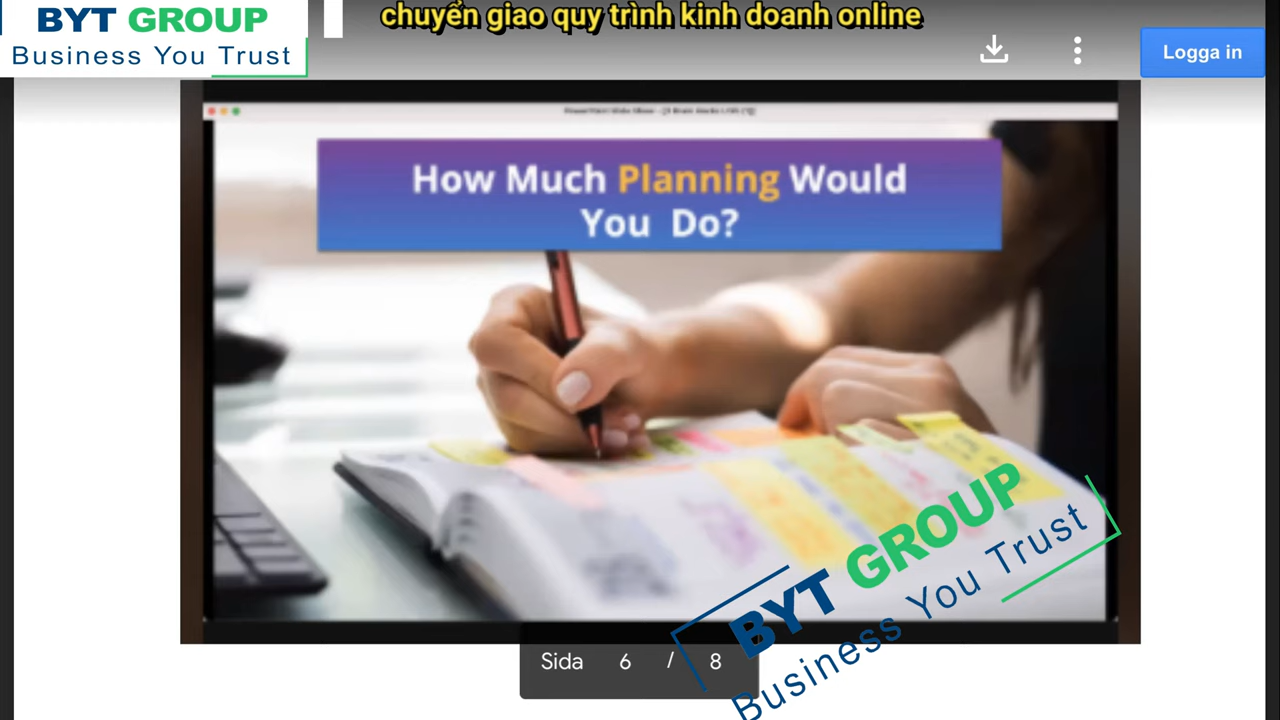 BYT GROUP
Business You Trust
chuyển giao quy trình kinh doanh online
Logga in
How Much Planning Would
You Do?
BYT GROUP
Business You Trust
Sida 6 / 8